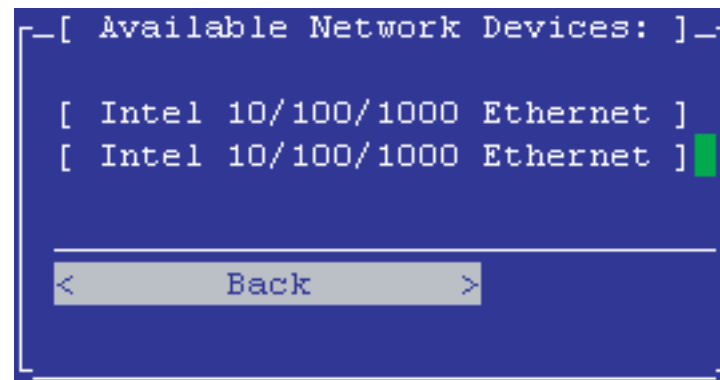 [ Available Network Devices: ]
[ Intel 10/100/1000 Ethernet ]
[ Intel 10/100/1000 Ethernet ]
< Back >